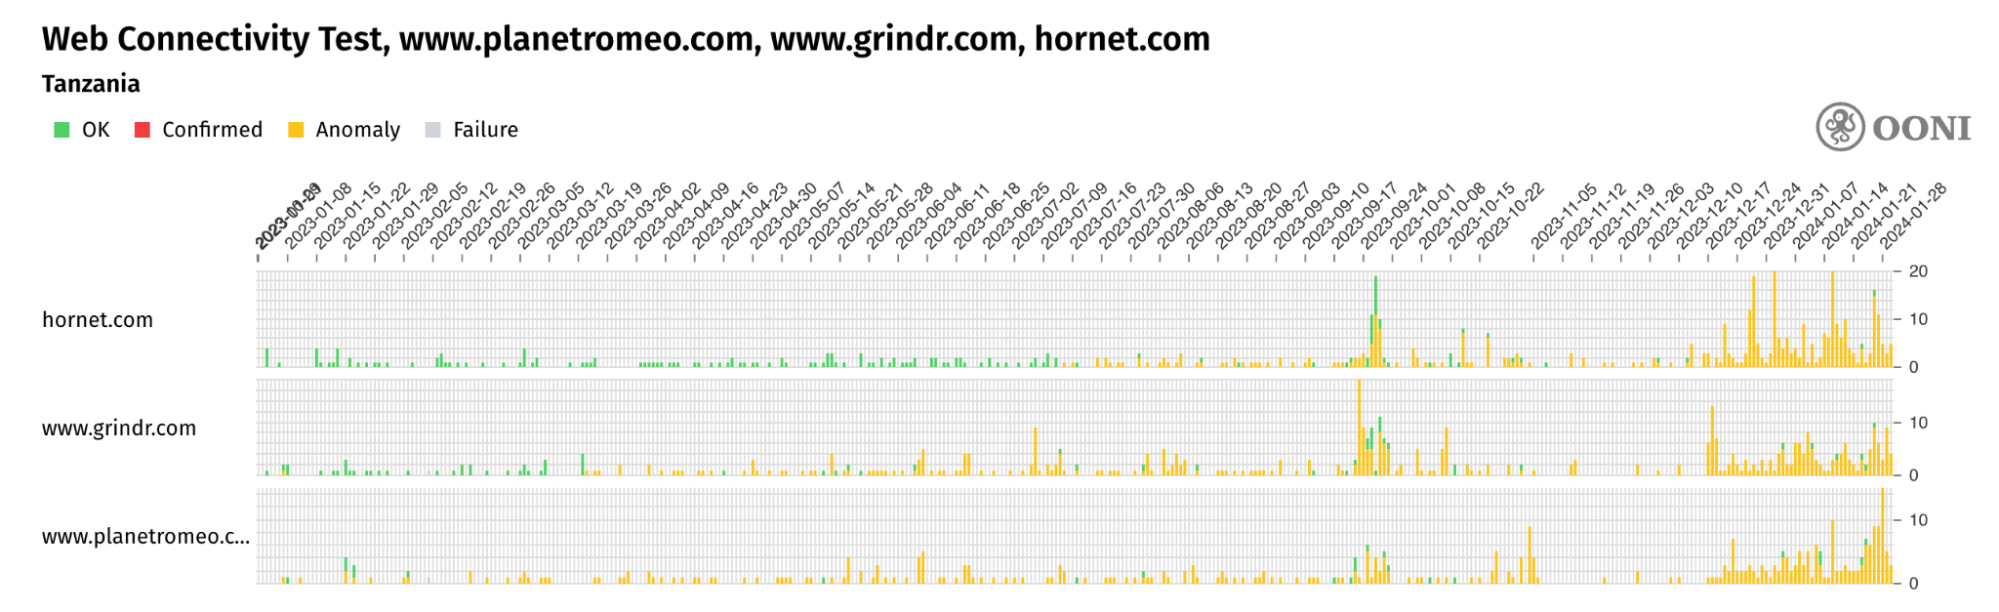 Web Connectivity Test, www.planetromeo.com, www.grindr.com, hornet.com
Tanzania
OK Confirmed Anomaly Failure
OONI
2023-01-08 2023-01-15 2023-01-22 2023-01-29 2023-02-05 2023-02-12 2023-02-19 2023-02-26 2023-03-05 2023-03-12 2023-03-19 2023-03-26 2023-04-02 2023-04-09 2023-04-16 2023-04-23 2023-04-30 2023-05-07 2023-05-14 2023-05-21 2023-05-28 2023-06-04 2023-06-11 2023-06-18 2023-06-25 2023-07-02 2023-07-09 2023-07-16 2023-07-23 2023-07-30 2023-08-06 2023-08-13 2023-08-20 2023-08-27 2023-09-03 2023-09-10 2023-09-17 2023-09-24 2023-10-01 2023-10-08 2023-10-15 2023-10-22 2023-11-05 2023-11-12 2023-11-19 2023-11-26 2023-12-03 2023-12-10 2023-12-17 2023-12-24 2023-12-31 2024-01-07 2024-01-14 2024-01-21 2024-01-28
20
hornet.com 10
0
www.grindr.com 10
0
10
www.planetromeo.c...
0